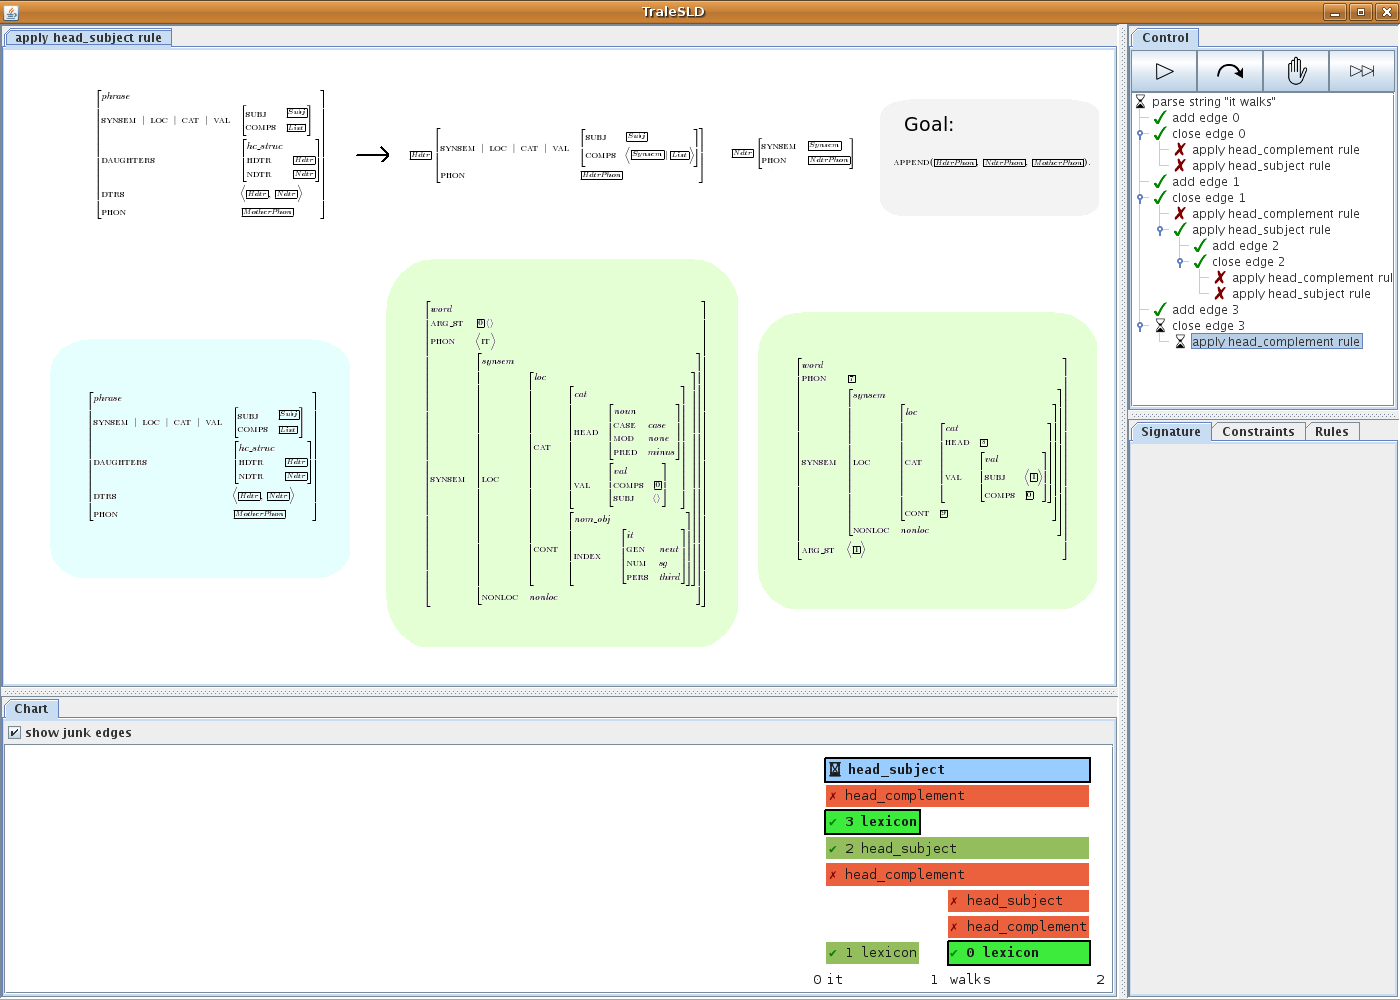 TraleSLD
apply head_subject rule
phrase
SYNSEM | LOC | CAT | VAL
SUBJ Subj
COMPS List
DAUGHTERS
hc_struc
HDTR Hdtr
NDTR Ndtr
DTRS ⟨Hdtr, Ndtr⟩
PHON MotherPhon
Hdtr
SYNSEM | LOC | CAT | VAL
SUBJ Subj
COMPS ⟨Synsem| List⟩
PHON HdtrPhon
Ndtr
SYNSEM Synsem
PHON NdtrPhon
Goal:
APPEND(HdtrPhon, NdtrPhon, MotherPhon).
phrase
SYNSEM | LOC | CAT | VAL
SUBJ Subj
COMPS List
DAUGHTERS
hc_struc
HDTR Hdtr
NDTR Ndtr
DTRS ⟨Hdtr, Ndtr⟩
PHON MotherPhon
word
ARG_ST 0 ⟨⟩
PHON ⟨IT⟩
synsem
loc
cat
noun
CASE case
HEAD
MOD none
PRED minus
CAT
val
VAL COMPS 0
SUBJ ⟨⟩
SYNSEM LOC
nom_obj
it
CONT INDEX GEN neut
NUM sg
PERS third
NONLOC nonloc
word
PHON 7
synsem
loc
cat
HEAD 8
val
SYNSEM LOC CAT VAL SUBJ ⟨1⟩
COMPS 0
CONT 9
NONLOC nonloc
ARG_ST ⟨1⟩
Chart
show junk edges
head_subject
✗ head_complement
✔ 3 lexicon
✔ 2 head_subject
✗ head_complement
✗ head_subject
✗ head_complement
✔ 1 lexicon ✔ 0 lexicon
0 it 1 walks 2
Control
parse string "it walks"
add edge 0
close edge 0
apply head_complement rule
apply head_subject rule
add edge 1
close edge 1
apply head_complement rule
apply head_subject rule
add edge 2
close edge 2
apply head_complement rul
apply head_subject rule
add edge 3
close edge 3
apply head_complement rule
Signature Constraints Rules